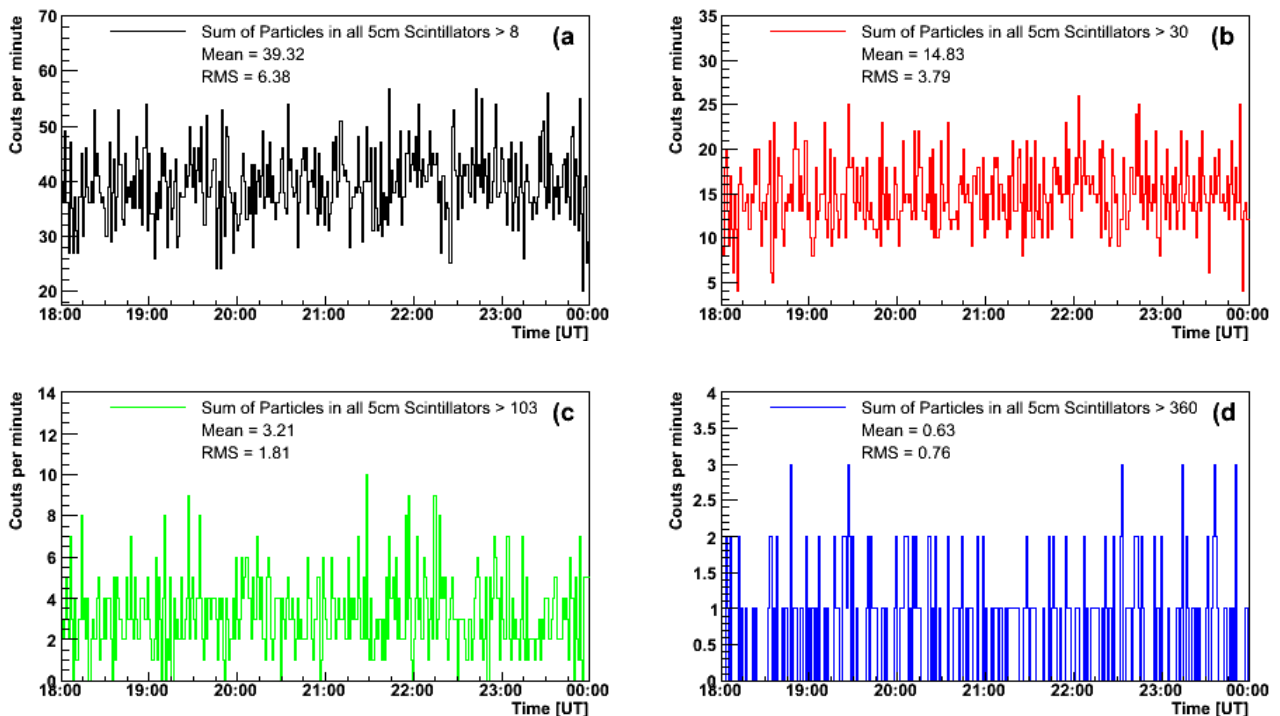 Sum of Particles in all 5cm Scintillators > 8
(a
Mean = 39.32
RMS = 6.38
Couts per minute
70
60
50
40
30
20
18:00 19:00 20:00 21:00 22:00 23:00 00:00
Time [UT]
Sum of Particles in all 5cm Scintillators > 30
(b
Mean = 14.83
RMS = 3.79
Couts per minute
35
30
25
20
15
10
5
18:00 19:00 20:00 21:00 22:00 23:00 00:00
Time [UT]
Sum of Particles in all 5cm Scintillators > 103
(c
Mean = 3.21
RMS = 1.81
Couts per minute
14
12
10
8
6
4
2
0
18:00 19:00 20:00 21:00 22:00 23:00 00:00
Time [UT]
Sum of Particles in all 5cm Scintillators > 360
(d
Mean = 0.63
RMS = 0.76
Couts per minute
4
3.5
3
2.5
2
1.5
1
0.5
0
18:00 19:00 20:00 21:00 22:00 23:00 00:00
Time [UT]